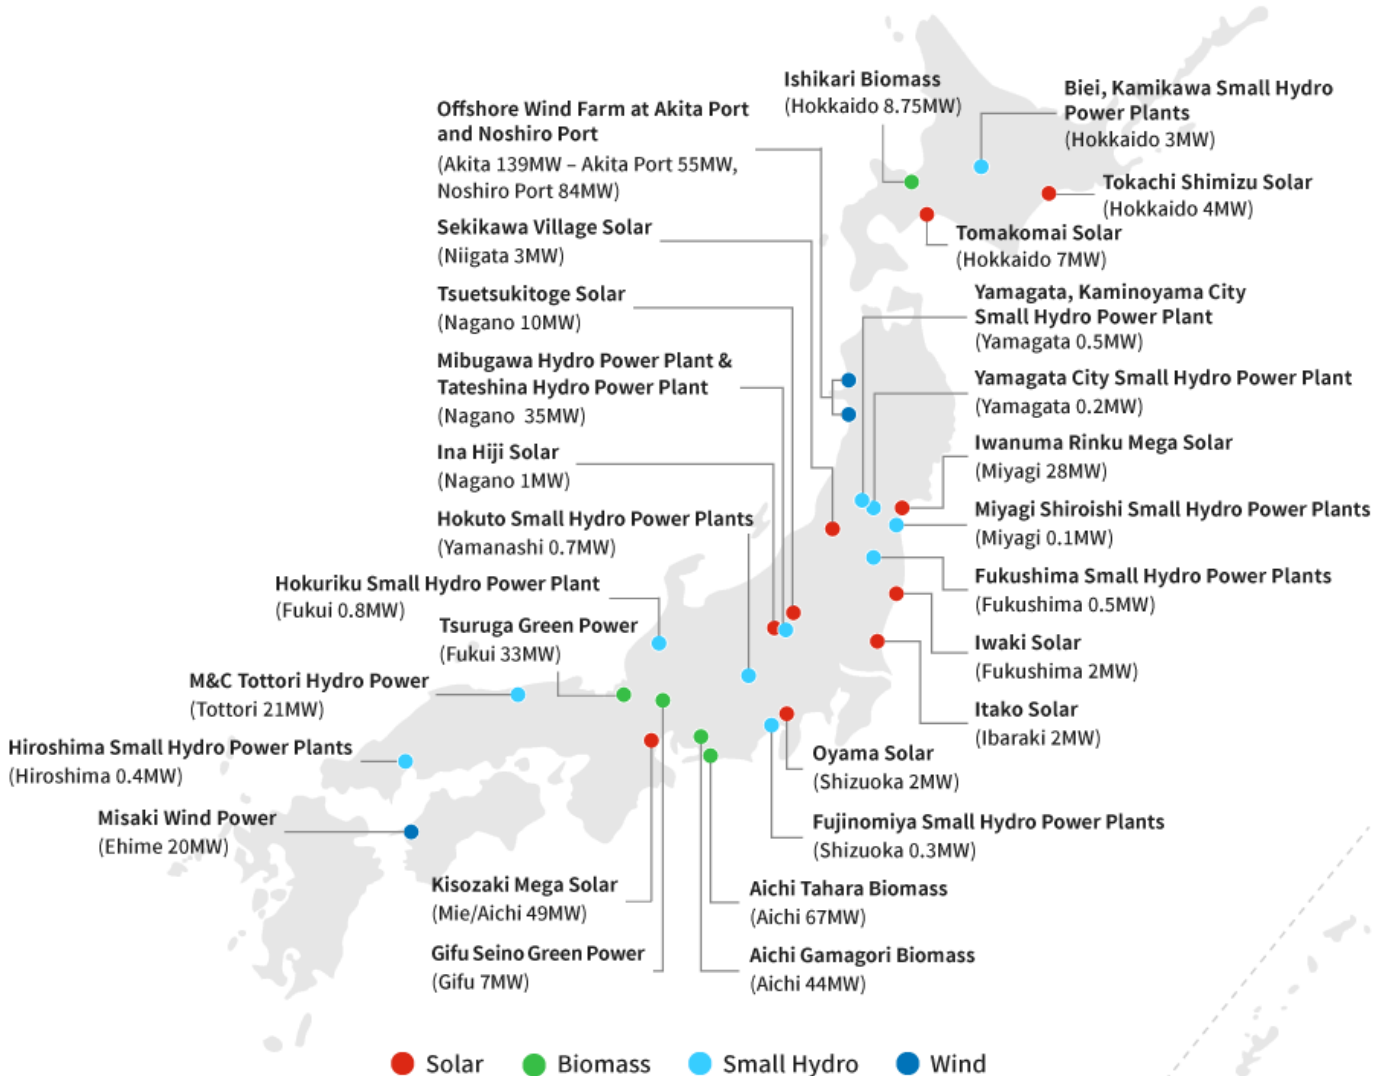 Ishikari Biomass
(Hokkaido 8.75MW)
Biei, Kamikawa Small Hydro
Power Plants
(Hokkaido 3MW)
Offshore Wind Farm at Akita Port
and Noshiro Port
(Akita 139MW – Akita Port 55MW,
Noshiro Port 84MW)
Tokachi Shimizu Solar
(Hokkaido 4MW)
Tomakomai Solar
(Hokkaido 7MW)
Sekikawa Village Solar
(Niigata 3MW)
Tsuetsukitoge Solar
(Nagano 10MW)
Yamagata, Kaminoyama City
Small Hydro Power Plant
(Yamagata 0.5MW)
Mibugawa Hydro Power Plant &
Tateshina Hydro Power Plant
(Nagano  35MW)
Yamagata City Small Hydro Power Plant
(Yamagata 0.2MW)
Ina Hiji Solar
(Nagano 1MW)
Iwanuma Rinku Mega Solar
(Miyagi 28MW)
Hokuto Small Hydro Power Plants
(Yamanashi 0.7MW)
Miyagi Shiroishi Small Hydro Power Plants
(Miyagi 0.1MW)
Hokuriku Small Hydro Power Plant
(Fukui 0.8MW)
Fukushima Small Hydro Power Plants
(Fukushima 0.5MW)
Tsuruga Green Power
(Fukui 33MW)
Iwaki Solar
(Fukushima 2MW)
M&C Tottori Hydro Power
(Tottori 21MW)
Itako Solar
(Ibaraki 2MW)
Hiroshima Small Hydro Power Plants
(Hiroshima 0.4MW)
Oyama Solar
(Shizuoka 2MW)
Misaki Wind Power
(Ehime 20MW)
Fujinomiya Small Hydro Power Plants
(Shizuoka 0.3MW)
Kisozaki Mega Solar
(Mie/Aichi 49MW)
Aichi Tahara Biomass
(Aichi 67MW)
Gifu Seino Green Power
(Gifu 7MW)
Aichi Gamagori Biomass
(Aichi 44MW)
Solar
Biomass
Small Hydro
Wind